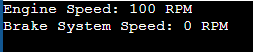 Engine Speed: 100 RPM
Brake System Speed: 0 RPM